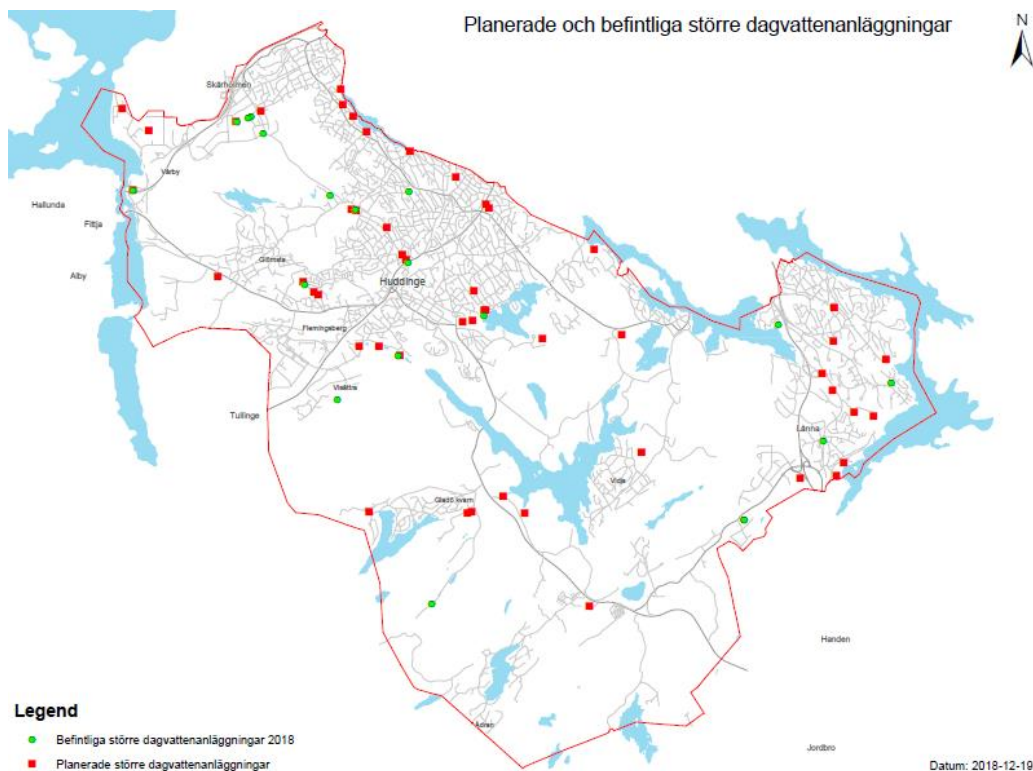 Planerade och befintliga större dagvattenanläggningar
N
Skärholmen
Vårby
Hallunda
Fittja
Alby
Glömsta
Huddinge
Flemingsberg
Visättra
Tullinge
Länna
Vidja
Gladö kvarn
Handen
Ådran
Jordbro
Legend
Befintliga större dagvattenanläggningar 2018
Planerade större dagvattenanläggningar
Datum: 2018-12-18